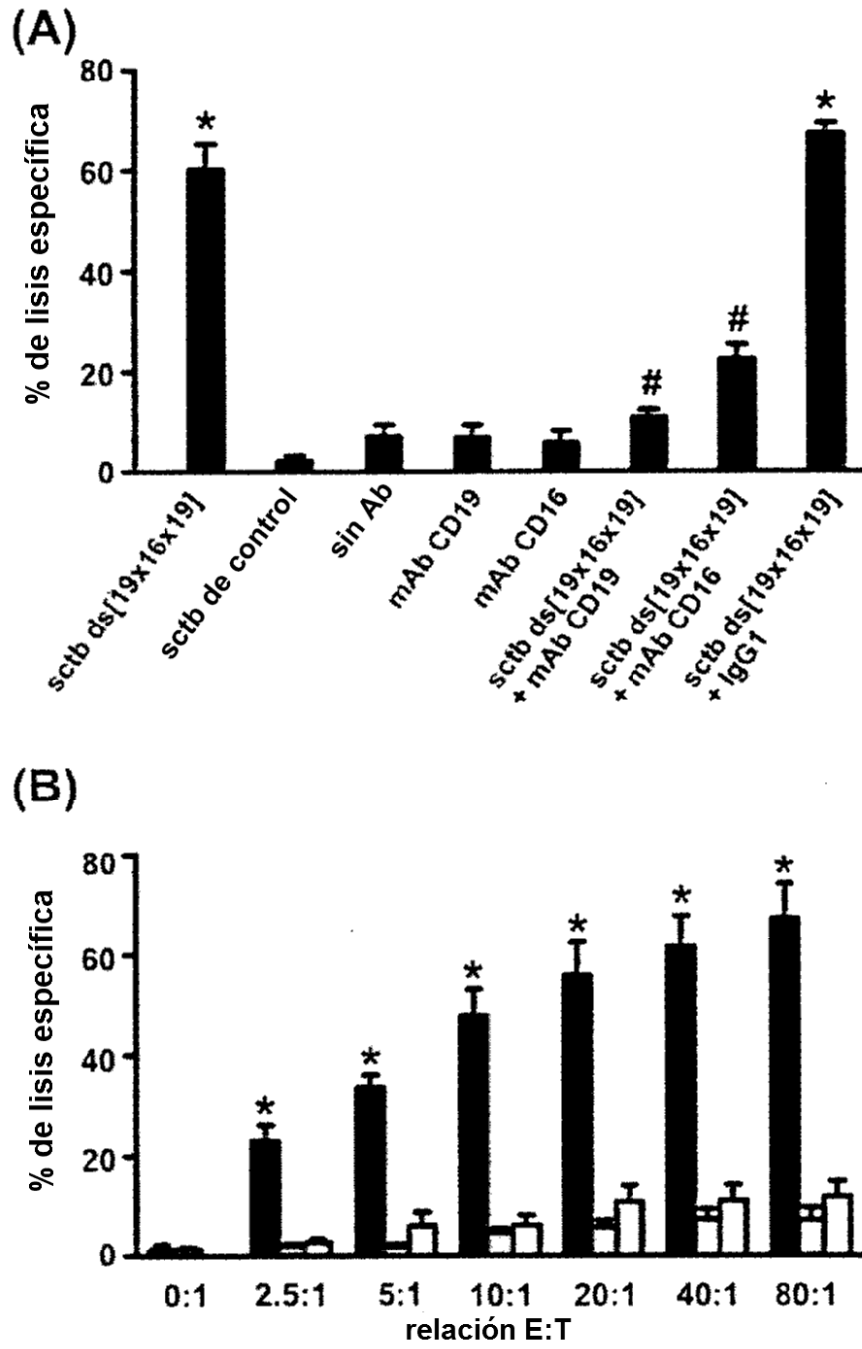 (A)
% de lisis específica
80
60
40
20
0
*
#
#
*
sctb ds[19x16x19]
sctb de control
sin Ab
mAb CD19
mAb CD16
sctb ds[19x16x19]
+ mAb CD19
sctb ds[19x16x19]
+ mAb CD16
sctb ds[19x16x19]
+ IgG1
(B)
% de lisis específica
80
60
40
20
0
*
*
*
*
*
*
0:1 2.5:1 5:1 10:1 20:1 40:1 80:1
relación E:T